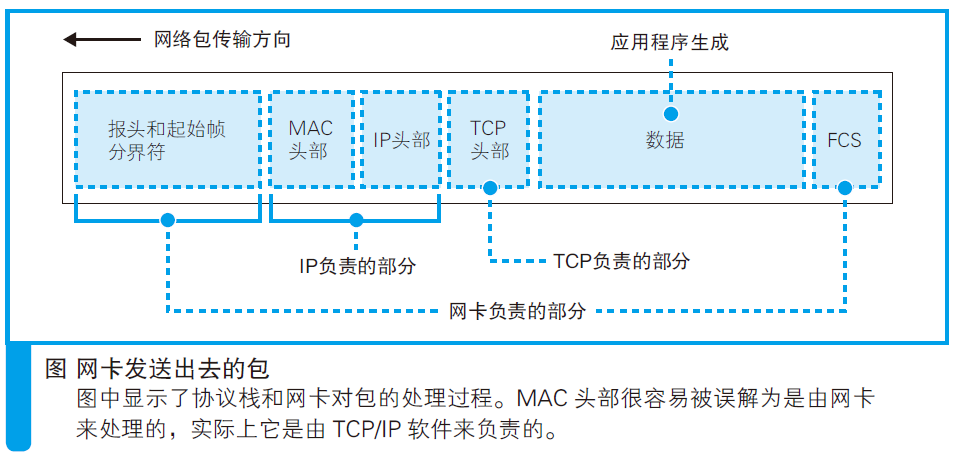 网络包传输方向
应用程序生成
报头和起始帧
分界符
MAC
头部
IP头部
TCP
头部
数据
FCS
IP负责的部分
TCP负责的部分
网卡负责的部分
图 网卡发送出去的包
图中显示了协议栈和网卡对包的处理过程。MAC 头部很容易被误解为是由网卡
来处理的，实际上它是由 TCP/IP 软件来负责的。